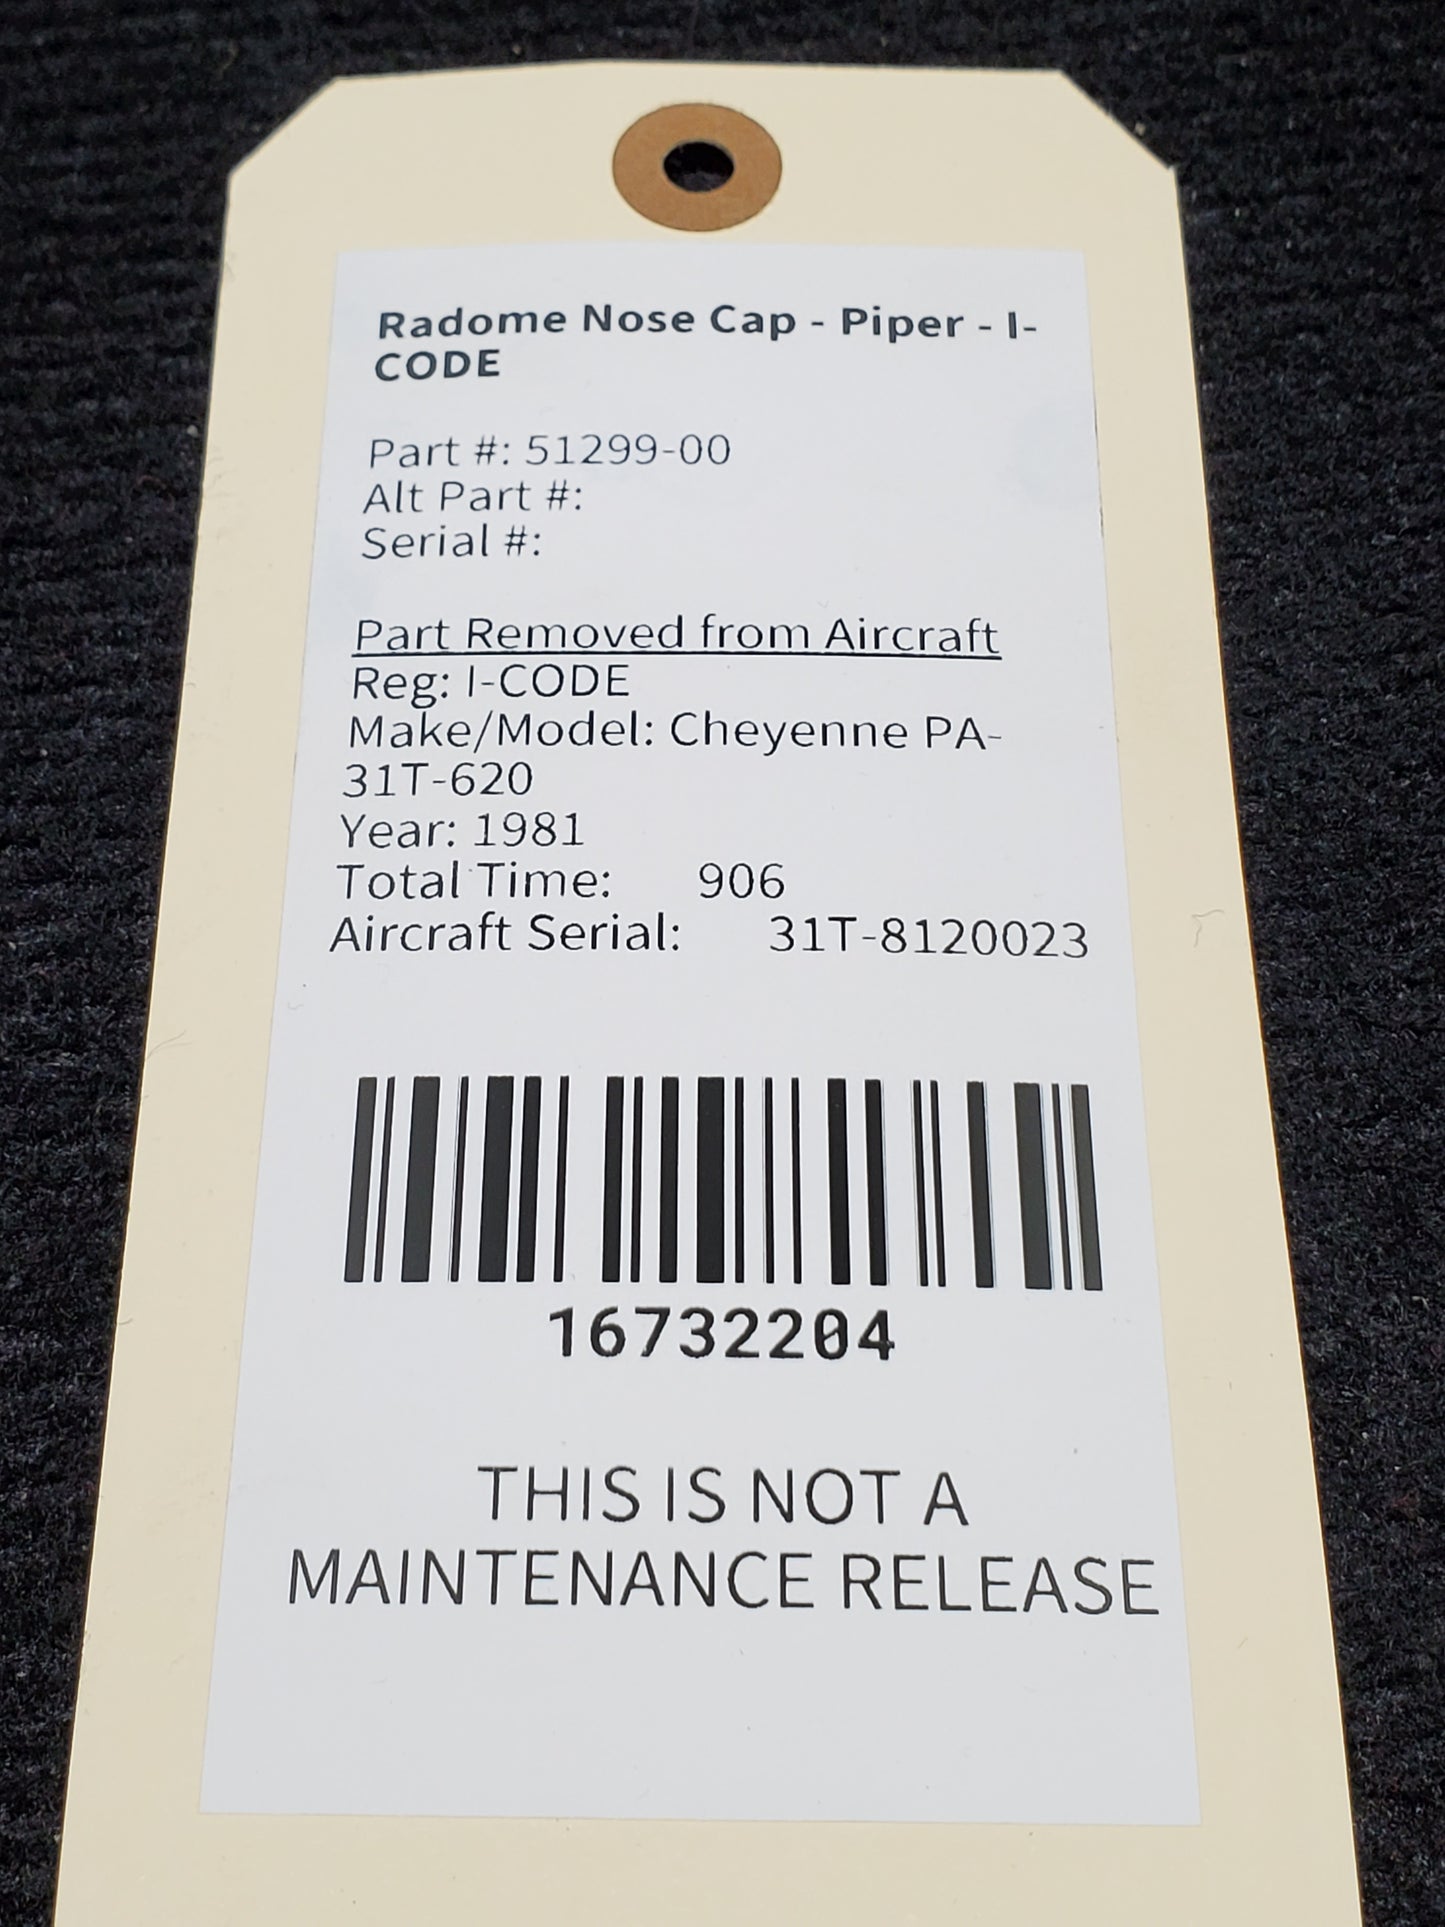 Radome Nose Cap - Piper - I-
CODE
Part #: 51299-00
Alt Part #:
Serial #:
Part Removed from Aircraft
Reg: I-CODE
Make/Model: Cheyenne PA-
31T-620
Year: 1981
Total Time: 906
Aircraft Serial: 31T-8120023
16732204
THIS IS NOT A
MAINTENANCE RELEASE